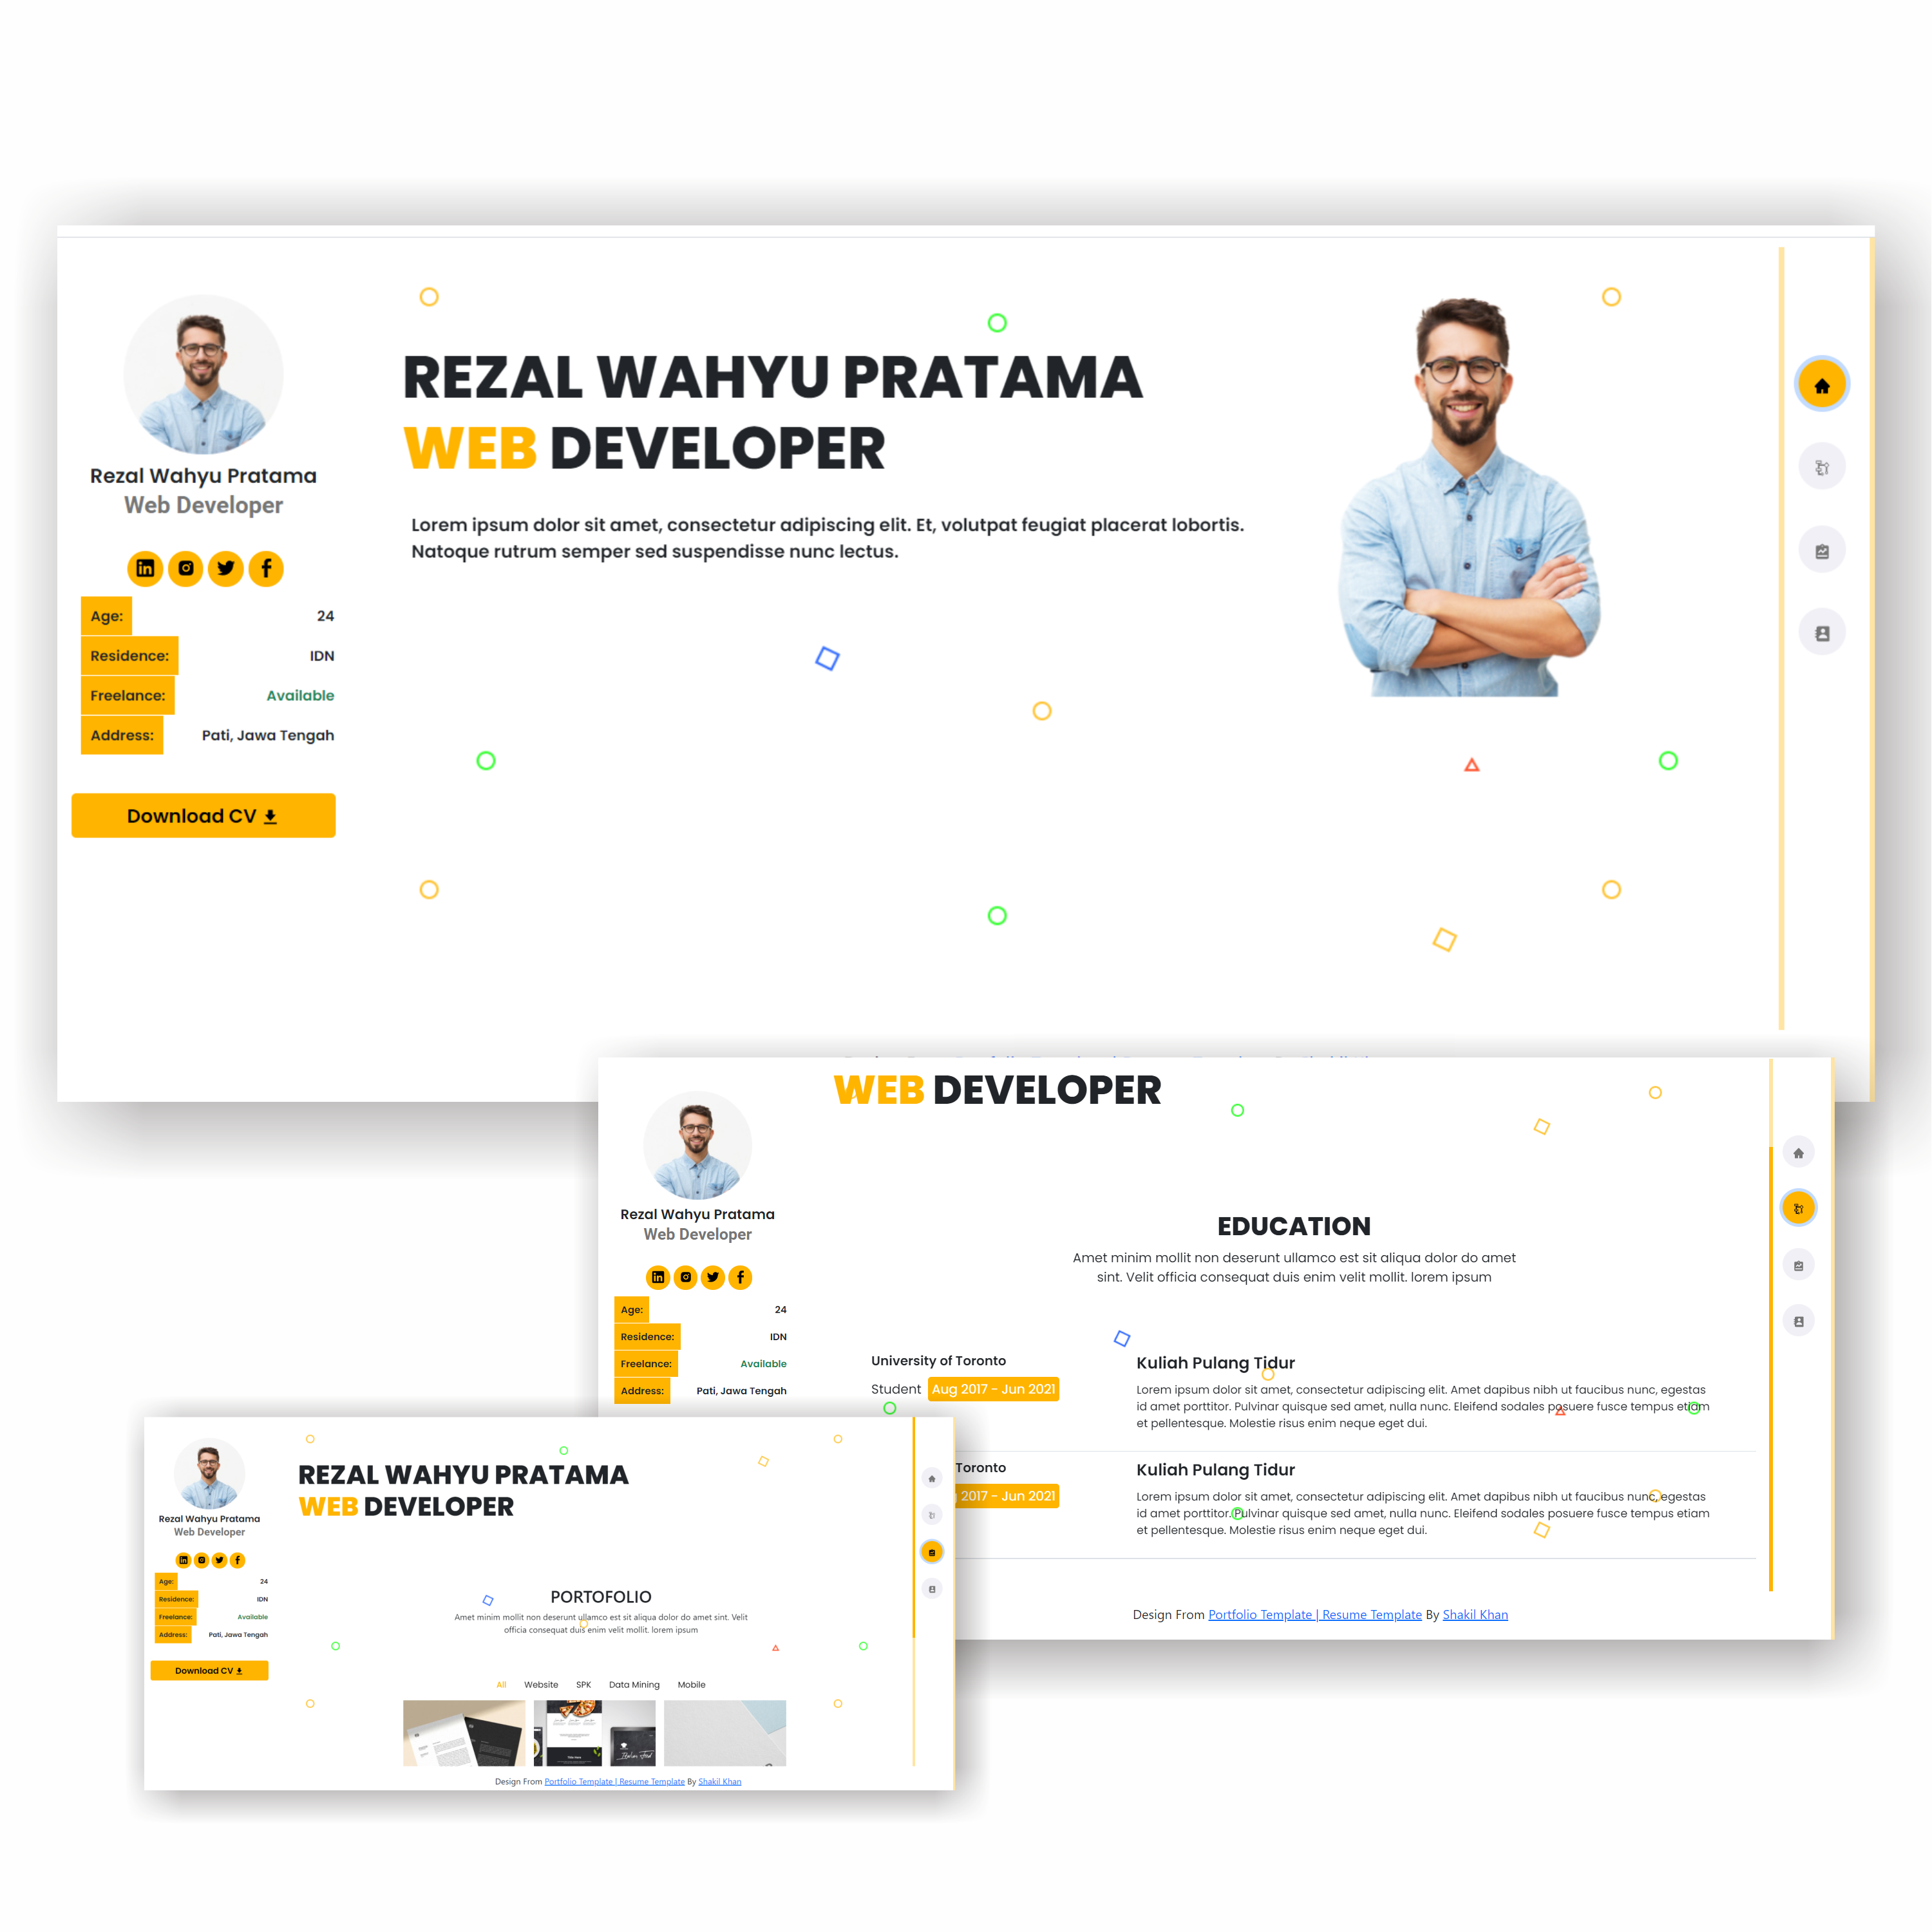 Rezal Wahyu Pratama
Web Developer
Age: 24
Residence: IDN
Freelance: Available
Address: Pati, Jawa Tengah
Download CV
REZAL WAHYU PRATAMA
WEB DEVELOPER
Lorem ipsum dolor sit amet, consectetur adipiscing elit. Et, volutpat feugiat placerat lobortis.
Natoque rutrum semper sed suspendisse nunc lectus.
Rezal Wahyu Pratama
Web Developer
Age: 24
Residence: IDN
Freelance: Available
Address: Pati, Jawa Tengah
WEB DEVELOPER
EDUCATION
Amet minim mollit non deserunt ullamco est sit aliqua dolor do amet
sint. Velit officia consequat duis enim velit mollit. lorem ipsum
University of Toronto
Student Aug 2017 - Jun 2021
Kuliah Pulang Tidur
Lorem ipsum dolor sit amet, consectetur adipiscing elit. Amet dapibus nibh ut faucibus nunc, egestas
id amet porttitor. Pulvinar quisque sed amet, nulla nunc. Eleifend sodales posuere fusce tempus etiam
et pellentesque. Molestie risus enim neque eget dui.
Toronto
2017 - Jun 2021
Kuliah Pulang Tidur
Lorem ipsum dolor sit amet, consectetur adipiscing elit. Amet dapibus nibh ut faucibus nunc, egestas
id amet porttitor. Pulvinar quisque sed amet, nulla nunc. Eleifend sodales posuere fusce tempus etiam
et pellentesque. Molestie risus enim neque eget dui.
Design From Portfolio Template | Resume Template By Shakil Khan
Rezal Wahyu Pratama
Web Developer
Age: 24
Residence: IDN
Freelance: Available
Address: Pati, Jawa Tengah
Download CV
REZAL WAHYU PRATAMA
WEB DEVELOPER
PORTOFOLIO
Amet minim mollit non deserunt ullamco est sit aliqua dolor do amet sint. Velit
officia consequat duis enim velit mollit. lorem ipsum
All Website SPK Data Mining Mobile
Design From Portfolio Template | Resume Template By Shakil Khan